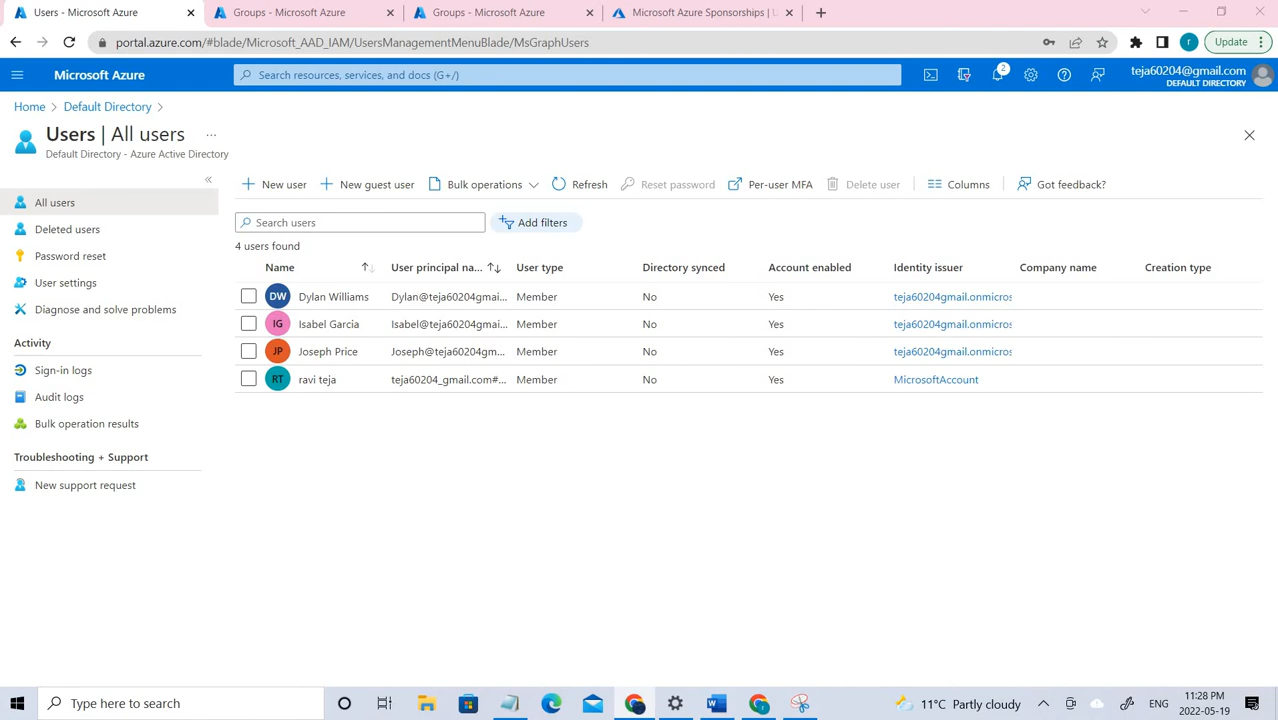 Users - Microsoft Azure
Groups - Microsoft Azure
Groups - Microsoft Azure
Microsoft Azure Sponsorships | U
portal.azure.com/#blade/Microsoft_AAD_IAM/UsersManagementMenuBlade/MsGraphUsers
r
Update
Microsoft Azure
Search resources, services, and docs (G+/)
2
teja60204@gmail.com
DEFAULT DIRECTORY
Home > Default Directory >
Users | All users ...
Default Directory - Azure Active Directory
«
New user
New guest user
Bulk operations
Refresh
Reset password
Per-user MFA
Delete user
Columns
Got feedback?
All users
Deleted users
Password reset
User settings
Diagnose and solve problems
Activity
Sign-in logs
Audit logs
Bulk operation results
Troubleshooting + Support
New support request
Search users
Add filters
4 users found
Name User principal na... User type Directory synced Account enabled Identity issuer Company name Creation type
DW Dylan Williams Dylan@teja60204gmai... Member No Yes teja60204gmail.onmicros
IG Isabel Garcia Isabel@teja60204gmai... Member No Yes teja60204gmail.onmicros
JP Joseph Price Joseph@teja60204gm... Member No Yes teja60204gmail.onmicros
RT ravi teja teja60204_gmail.com#... Member No Yes MicrosoftAccount
Type here to search
11°C Partly cloudy
ENG
11:28 PM
2022-05-19